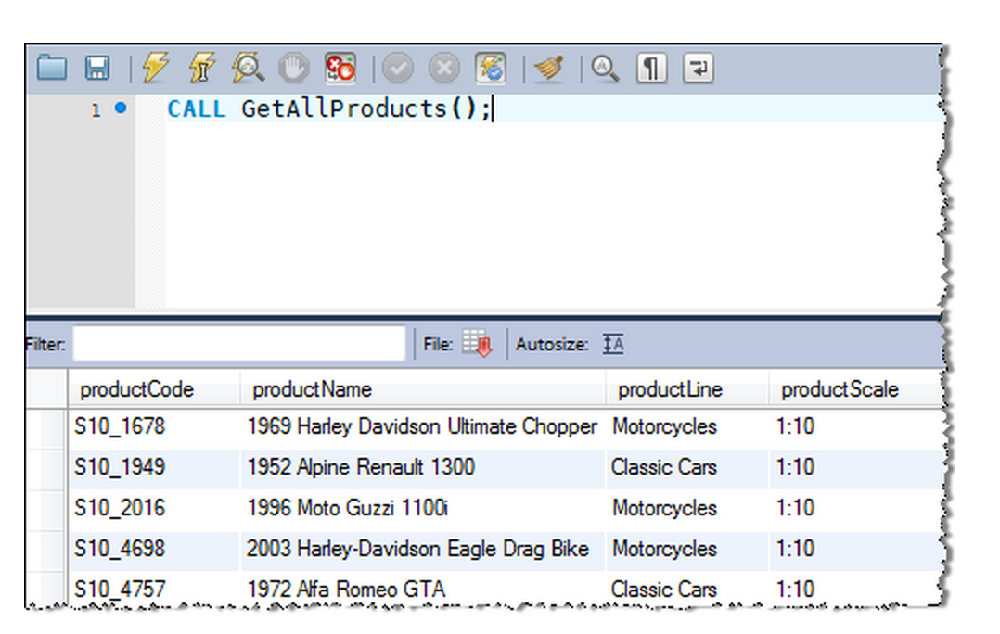 1 CALL GetAllProducts();
Filter: File: Autosize:
productCode productName productLine productScale
S10_1678 1969 Harley Davidson Ultimate Chopper Motorcycles 1:10
S10_1949 1952 Alpine Renault 1300 Classic Cars 1:10
S10_2016 1996 Moto Guzzi 1100i Motorcycles 1:10
S10_4698 2003 Harley-Davidson Eagle Drag Bike Motorcycles 1:10
S10_4757 1972 Alfa Romeo GTA Classic Cars 1:10